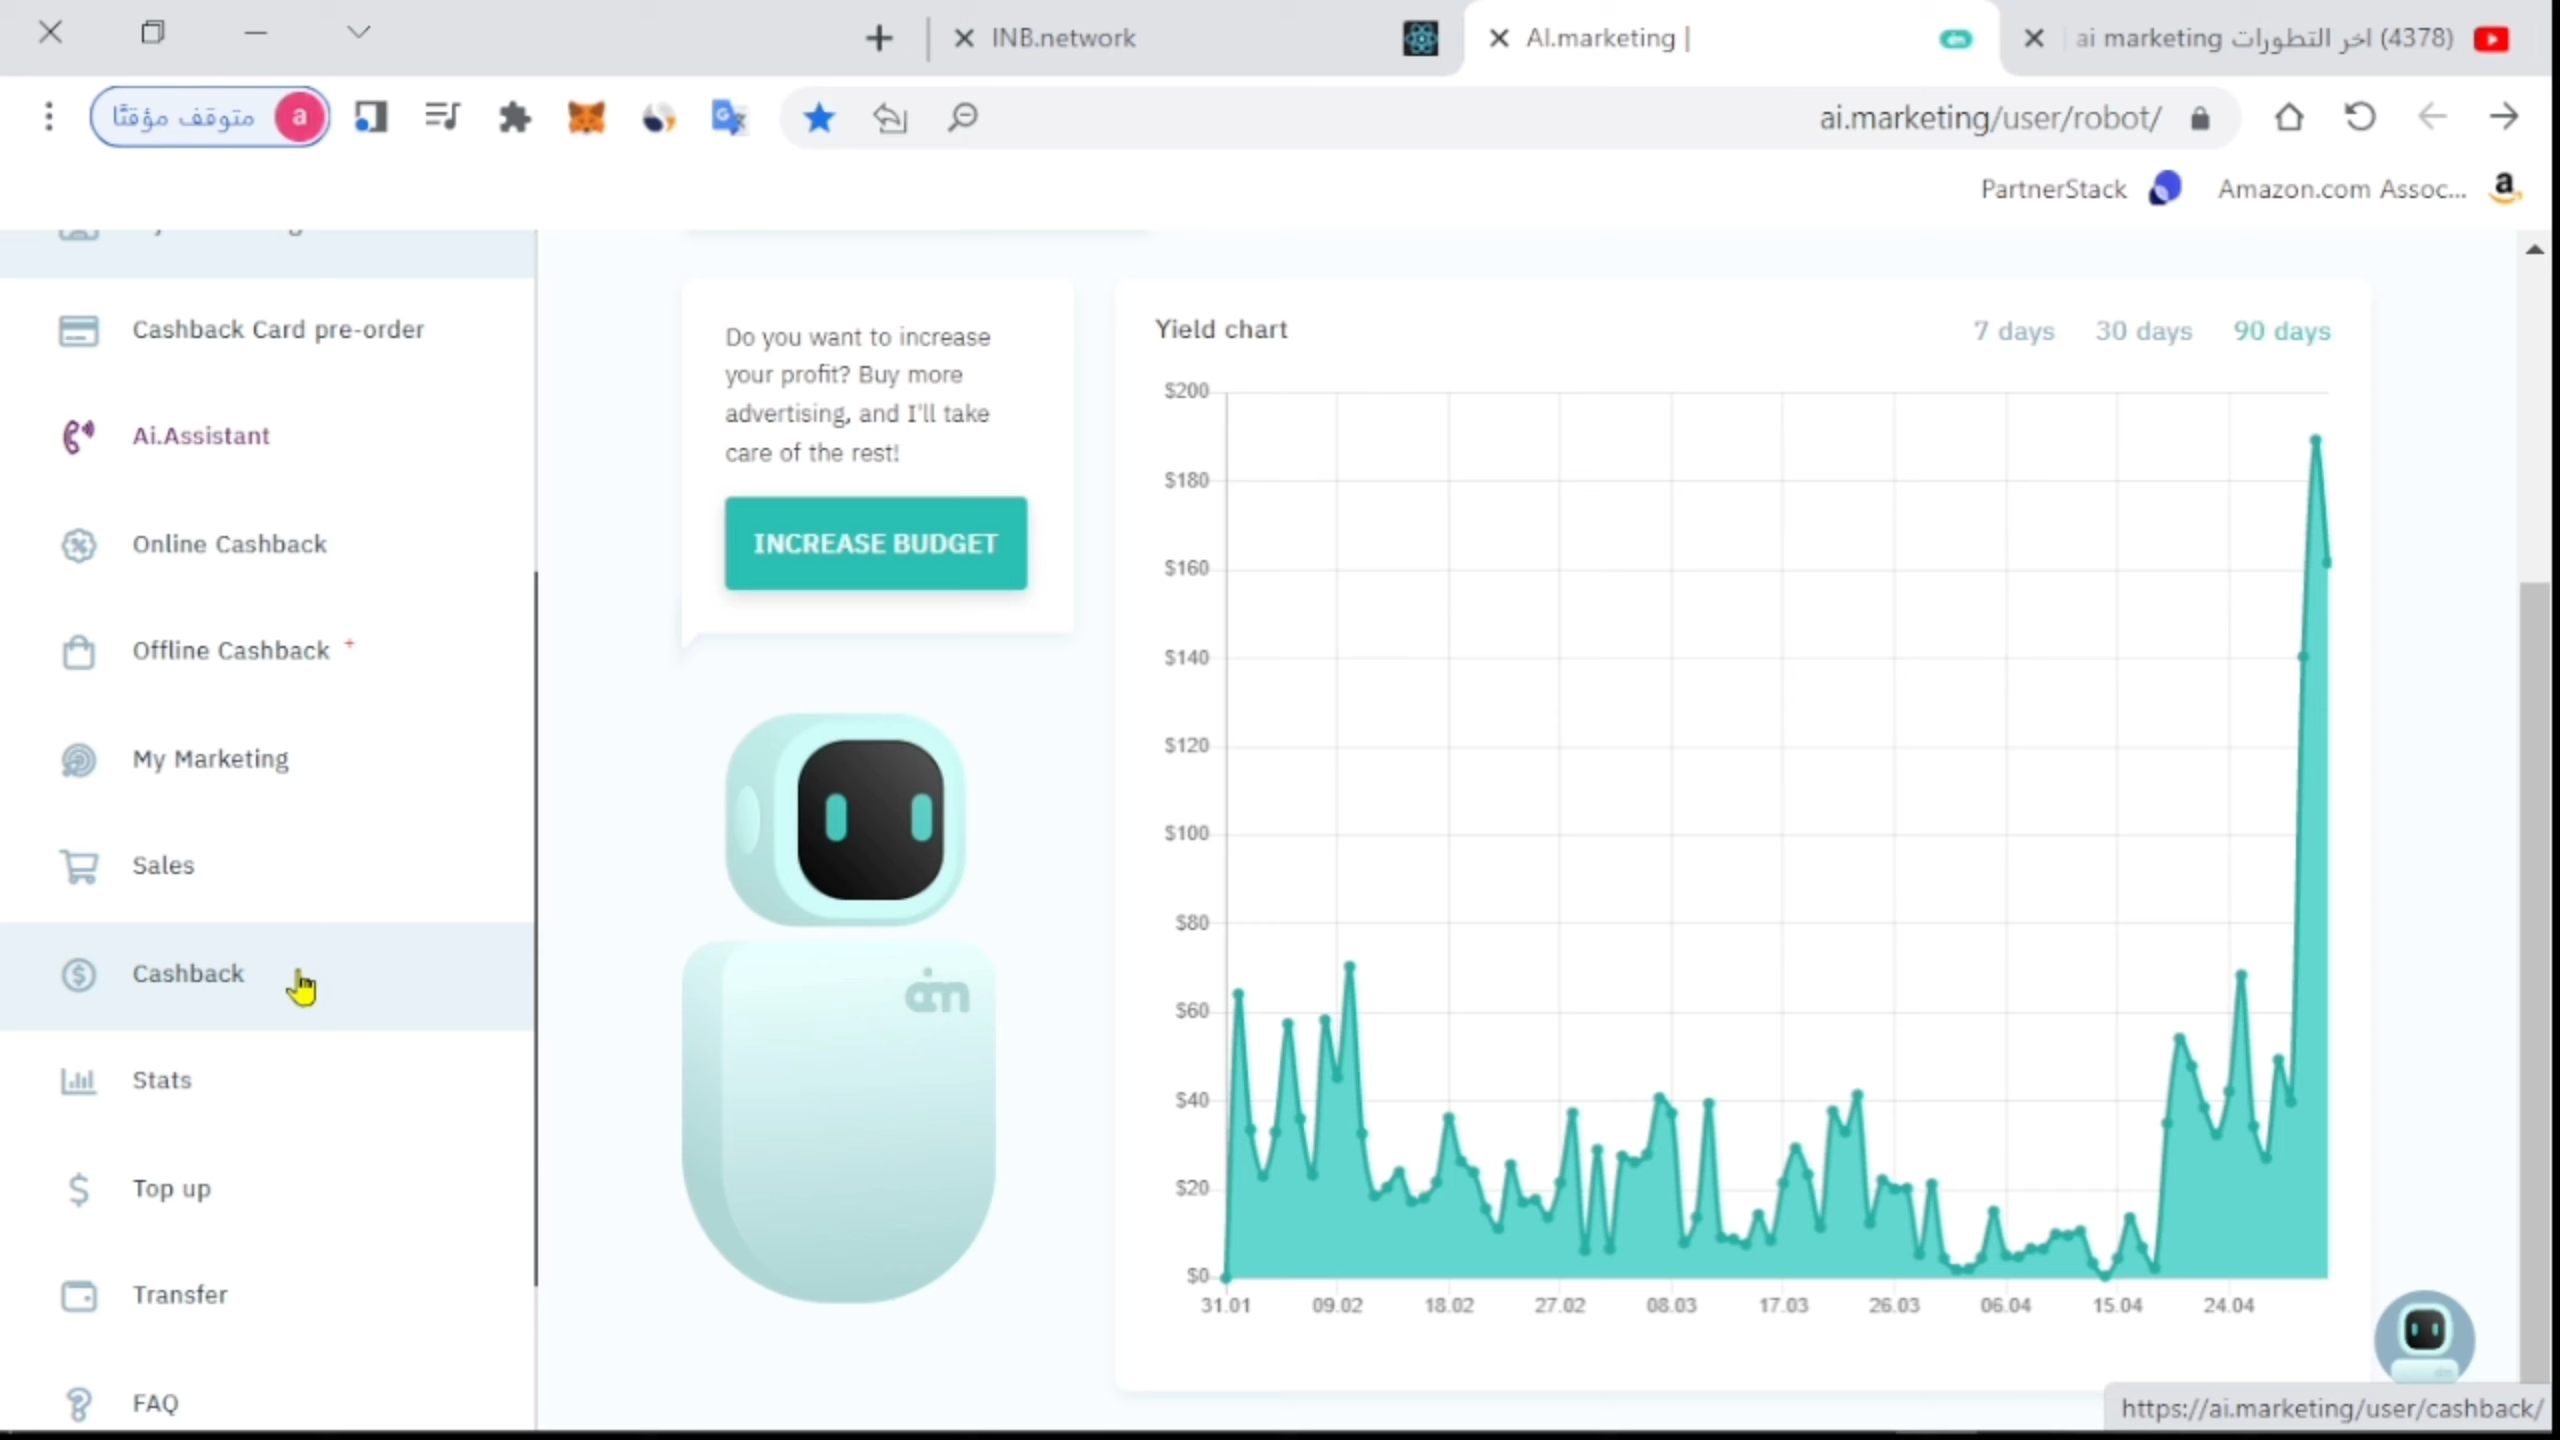 INB.network
AI.marketing |
(4378) اخر التطورات ai marketing
متوقف مؤقتًا
a
ai.marketing/user/robot/
PartnerStack
Amazon.com Assoc...
Cashback Card pre-order
Ai.Assistant
Online Cashback
Offline Cashback +
My Marketing
Sales
Cashback
Stats
Top up
Transfer
FAQ
Do you want to increase
your profit? Buy more
advertising, and I'll take
care of the rest!
INCREASE BUDGET
aim
Yield chart
7 days
30 days
90 days
$200
$180
$160
$140
$120
$100
$80
$60
$40
$20
$0
31.01
09.02
18.02
27.02
08.03
17.03
26.03
06.04
15.04
24.04
https://ai.marketing/user/cashback/